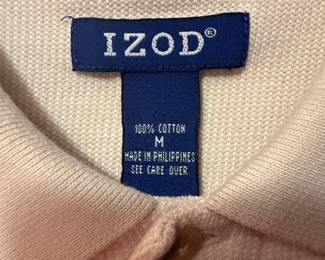 IZOD®
100% COTTON
M
MADE IN PHILIPPINES
SEE CARE OVER